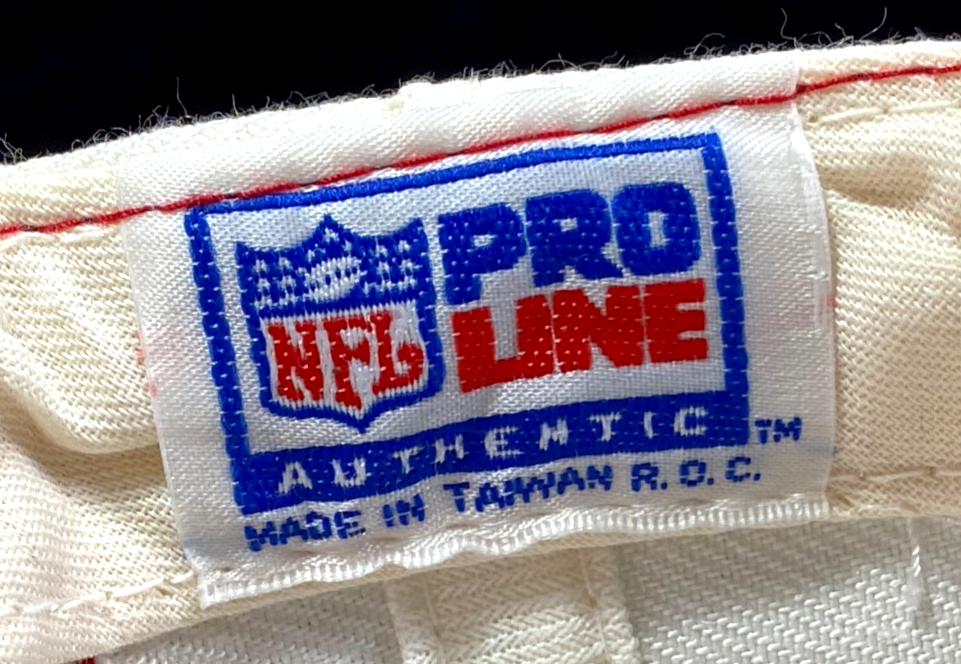 PRO
LINE
NFL
AUTHENTIC TM
MADE IN TAIWAN R.O.C.